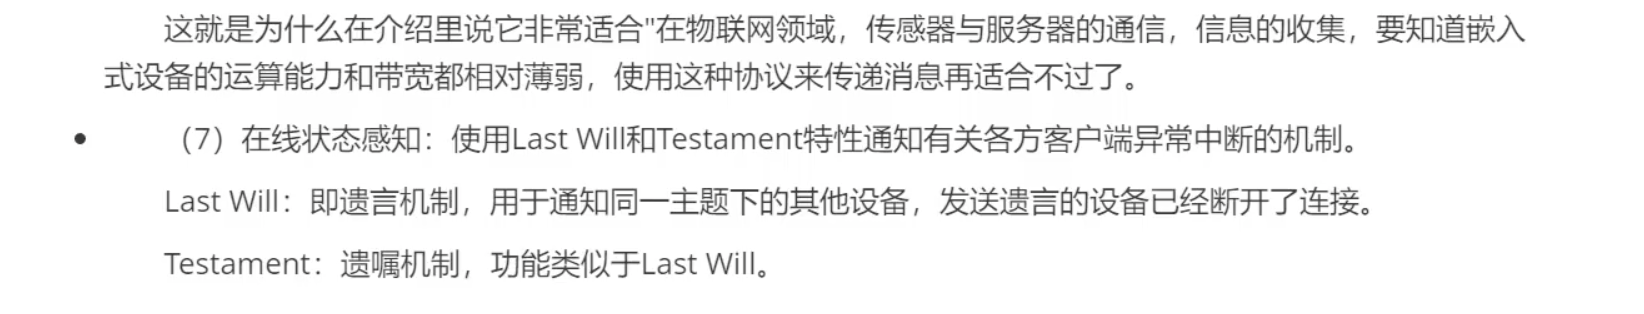 这就是为什么在介绍里说它非常适合"在物联网领域，传感器与服务器的通信，信息的收集，要知道嵌入
式设备的运算能力和带宽都相对薄弱，使用这种协议来传递消息再适合不过了。
（7）在线状态感知：使用Last Will和Testament特性通知有关各方客户端异常中断的机制。
Last Will：即遗言机制，用于通知同一主题下的其他设备，发送遗言的设备已经断开了连接。
Testament：遗嘱机制，功能类似于Last Will。